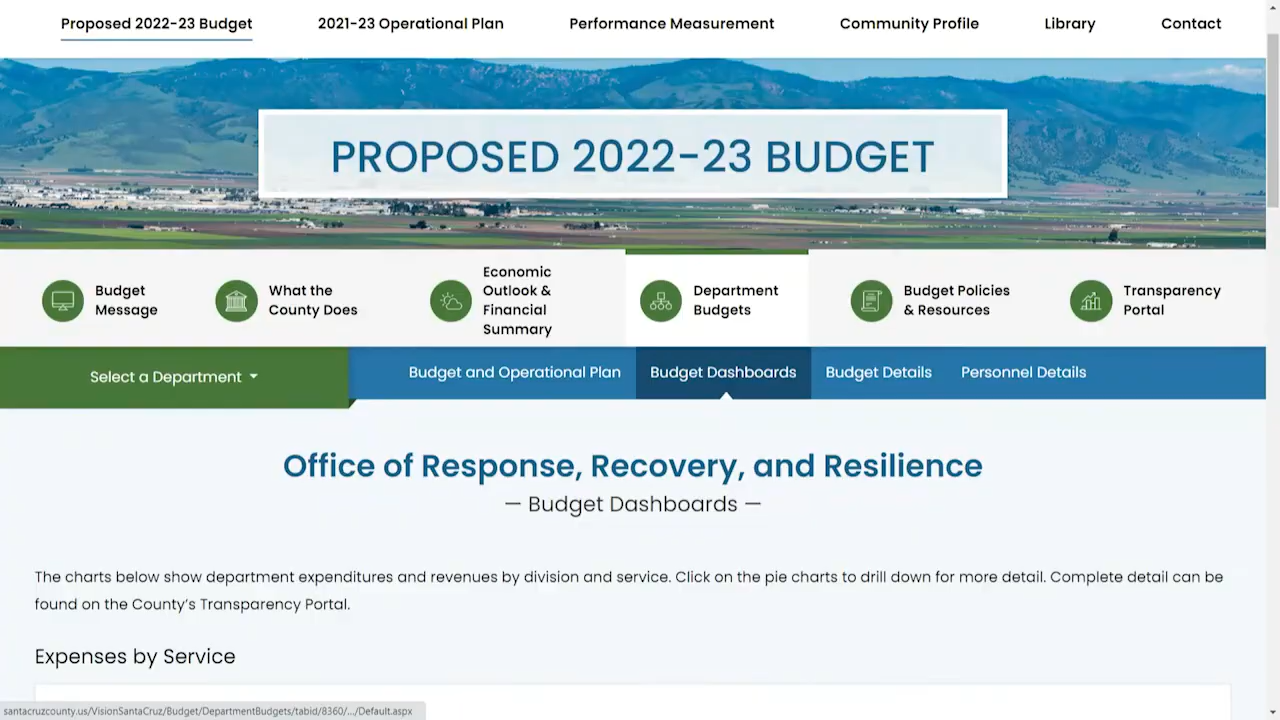 Proposed 2022-23 Budget
2021-23 Operational Plan
Performance Measurement
Community Profile
Library
Contact
PROPOSED 2022-23 BUDGET
Budget
Message
What the
County Does
Economic
Outlook &
Financial
Summary
Department
Budgets
Budget Policies
& Resources
Transparency
Portal
Select a Department
Budget and Operational Plan
Budget Dashboards
Budget Details
Personnel Details
Office of Response, Recovery, and Resilience
— Budget Dashboards —
The charts below show department expenditures and revenues by division and service. Click on the pie charts to drill down for more detail. Complete detail can be
found on the County's Transparency Portal.
Expenses by Service
santacruzcounty.us/VisionSantaCruz/Budget/DepartmentBudgets/tabid/8360/.../Default.aspx